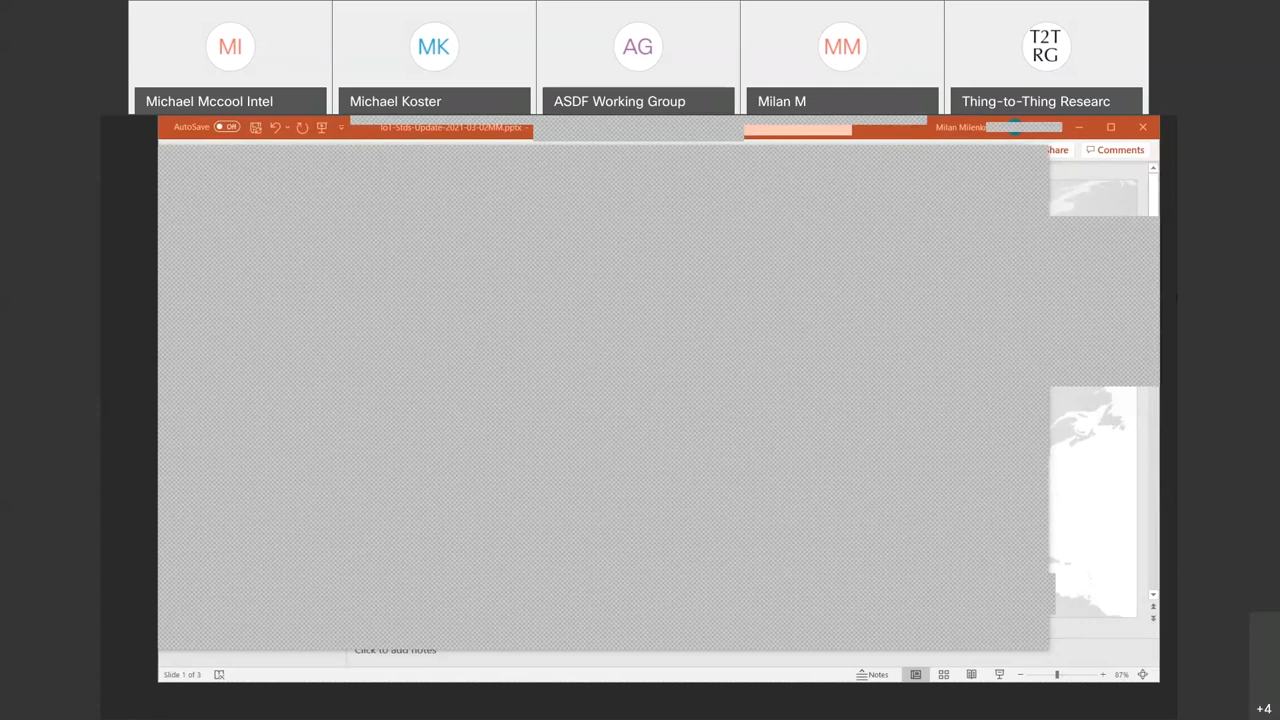 MI
MK
AG
MM
T2T
RG
Michael Mccool Intel
Michael Koster
ASDF Working Group
Milan M
Thing-to-Thing Researc
AutoSave Off
IoT-Stds-Update-2021-03-02MM.pptx -
Milan Milenk
Share
Comments
Click to add notes
Slide 1 of 3
Notes
87%
+4